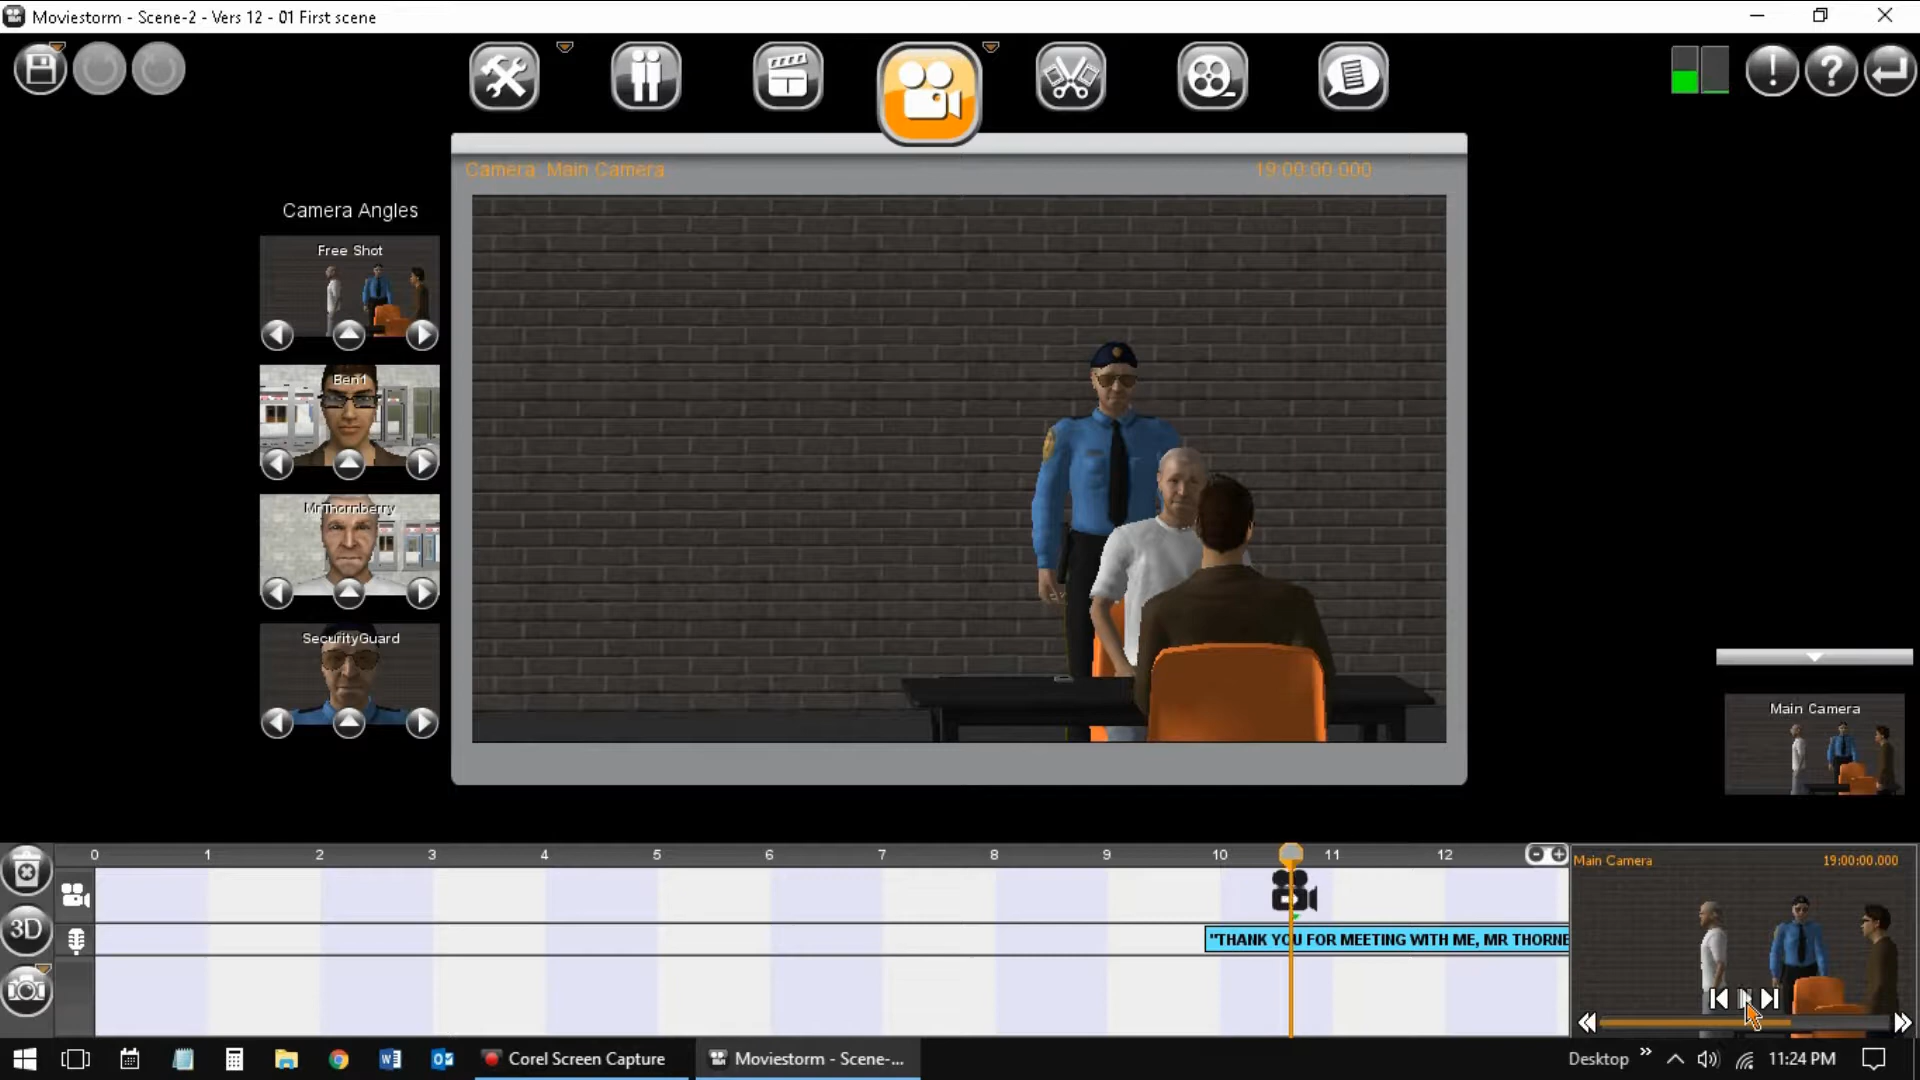 Moviestorm - Scene-2 - Vers 12 - 01 First scene
Camera: Main Camera
19:00:00.000
Camera Angles
Free Shot
Ben1
MrThornberry
SecurityGuard
Main Camera
0 1 2 3 4 5 6 7 8 9 10 11 12
Main Camera 19:00:00.000
3D
"THANK YOU FOR MEETING WITH ME, MR THORNE
Corel Screen Capture
Moviestorm - Scene-...
Desktop
11:24 PM